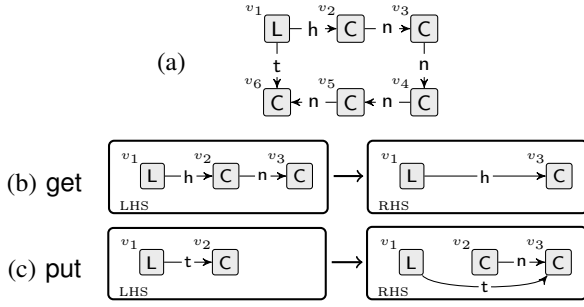 v1 v2 v3
L h C n C
(a) t n
v6 v5 v4
C n C n C
v1 v2 v3 v1 v3
(b) get L h C n C L h C
LHS RHS
v1 v2 v1 v2 v3
(c) put L t C L C n C
LHS RHS t